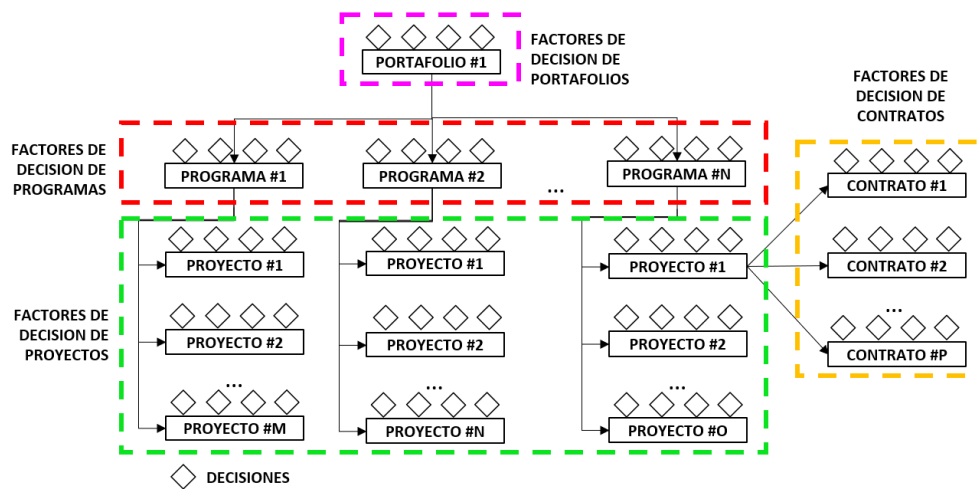 FACTORES DE
DECISION DE
PORTAFOLIOS
PORTAFOLIO #1
FACTORES DE
DECISION DE
CONTRATOS
FACTORES DE
DECISION DE
PROGRAMAS
PROGRAMA #1
PROGRAMA #2
...
PROGRAMA #N
CONTRATO #1
CONTRATO #2
...
CONTRATO #P
FACTORES DE
DECISION DE
PROYECTOS
PROYECTO #1
PROYECTO #2
...
PROYECTO #M
PROYECTO #1
PROYECTO #2
...
PROYECTO #N
PROYECTO #1
PROYECTO #2
...
PROYECTO #O
DECISIONES